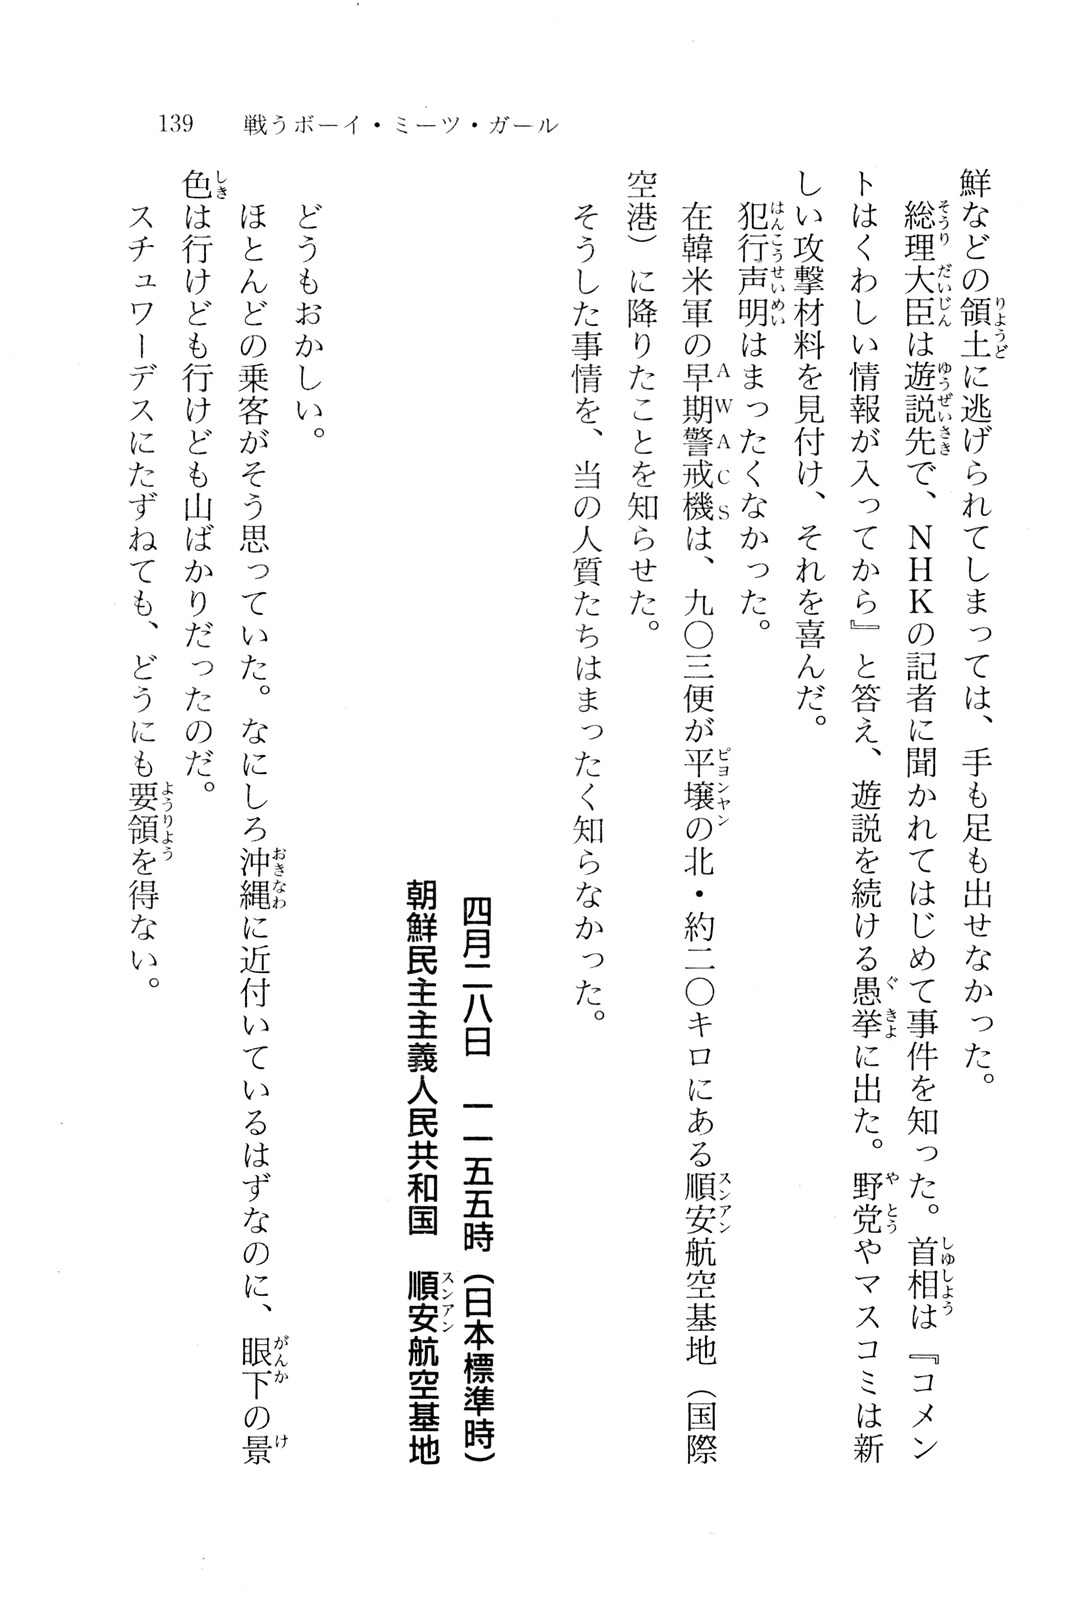 139　戦うボーイ・ミーツ・ガール
鮮などの領土に逃げられてしまっては、手も足も出せなかった。
総理大臣は遊説先で、NHKの記者に聞かれてはじめて事件を知った。首相は『コメン
トはくわしい情報が入ってから』と答え、遊説を続ける愚挙に出た。野党やマスコミは新
しい攻撃材料を見付け、それを喜んだ。
犯行声明はまったくなかった。
在韓米軍の早期警戒機は、九〇三便が平壌の北・約二〇キロにある順安航空基地（国際
空港）に降りたことを知らせた。
そうした事情を、当の人質たちはまったく知らなかった。
四月二八日　一一五五時（日本標準時）
朝鮮民主主義人民共和国　順安航空基地
どうもおかしい。
ほとんどの乗客がそう思っていた。なにしろ沖縄に近付いているはずなのに、眼下の景
色は行けども行けども山ばかりだったのだ。
スチュワーデスにたずねても、どうにも要領を得ない。